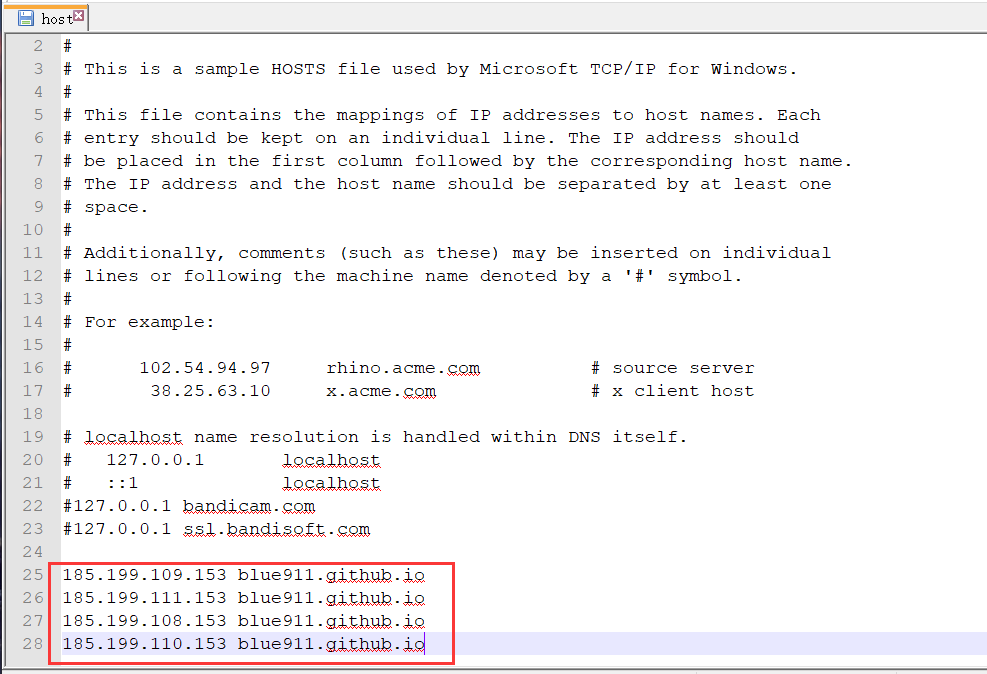 host
2 #
3 # This is a sample HOSTS file used by Microsoft TCP/IP for Windows.
4 #
5 # This file contains the mappings of IP addresses to host names. Each
6 # entry should be kept on an individual line. The IP address should
7 # be placed in the first column followed by the corresponding host name.
8 # The IP address and the host name should be separated by at least one
9 # space.
10 #
11 # Additionally, comments (such as these) may be inserted on individual
12 # lines or following the machine name denoted by a '#' symbol.
13 #
14 # For example:
15 #
16 #      102.54.94.97     rhino.acme.com          # source server
17 #       38.25.63.10     x.acme.com              # x client host
18
19 # localhost name resolution is handled within DNS itself.
20 #   127.0.0.1       localhost
21 #   ::1             localhost
22 #127.0.0.1 bandicam.com
23 #127.0.0.1 ssl.bandisoft.com
24
25 185.199.109.153 blue911.github.io
26 185.199.111.153 blue911.github.io
27 185.199.108.153 blue911.github.io
28 185.199.110.153 blue911.github.io